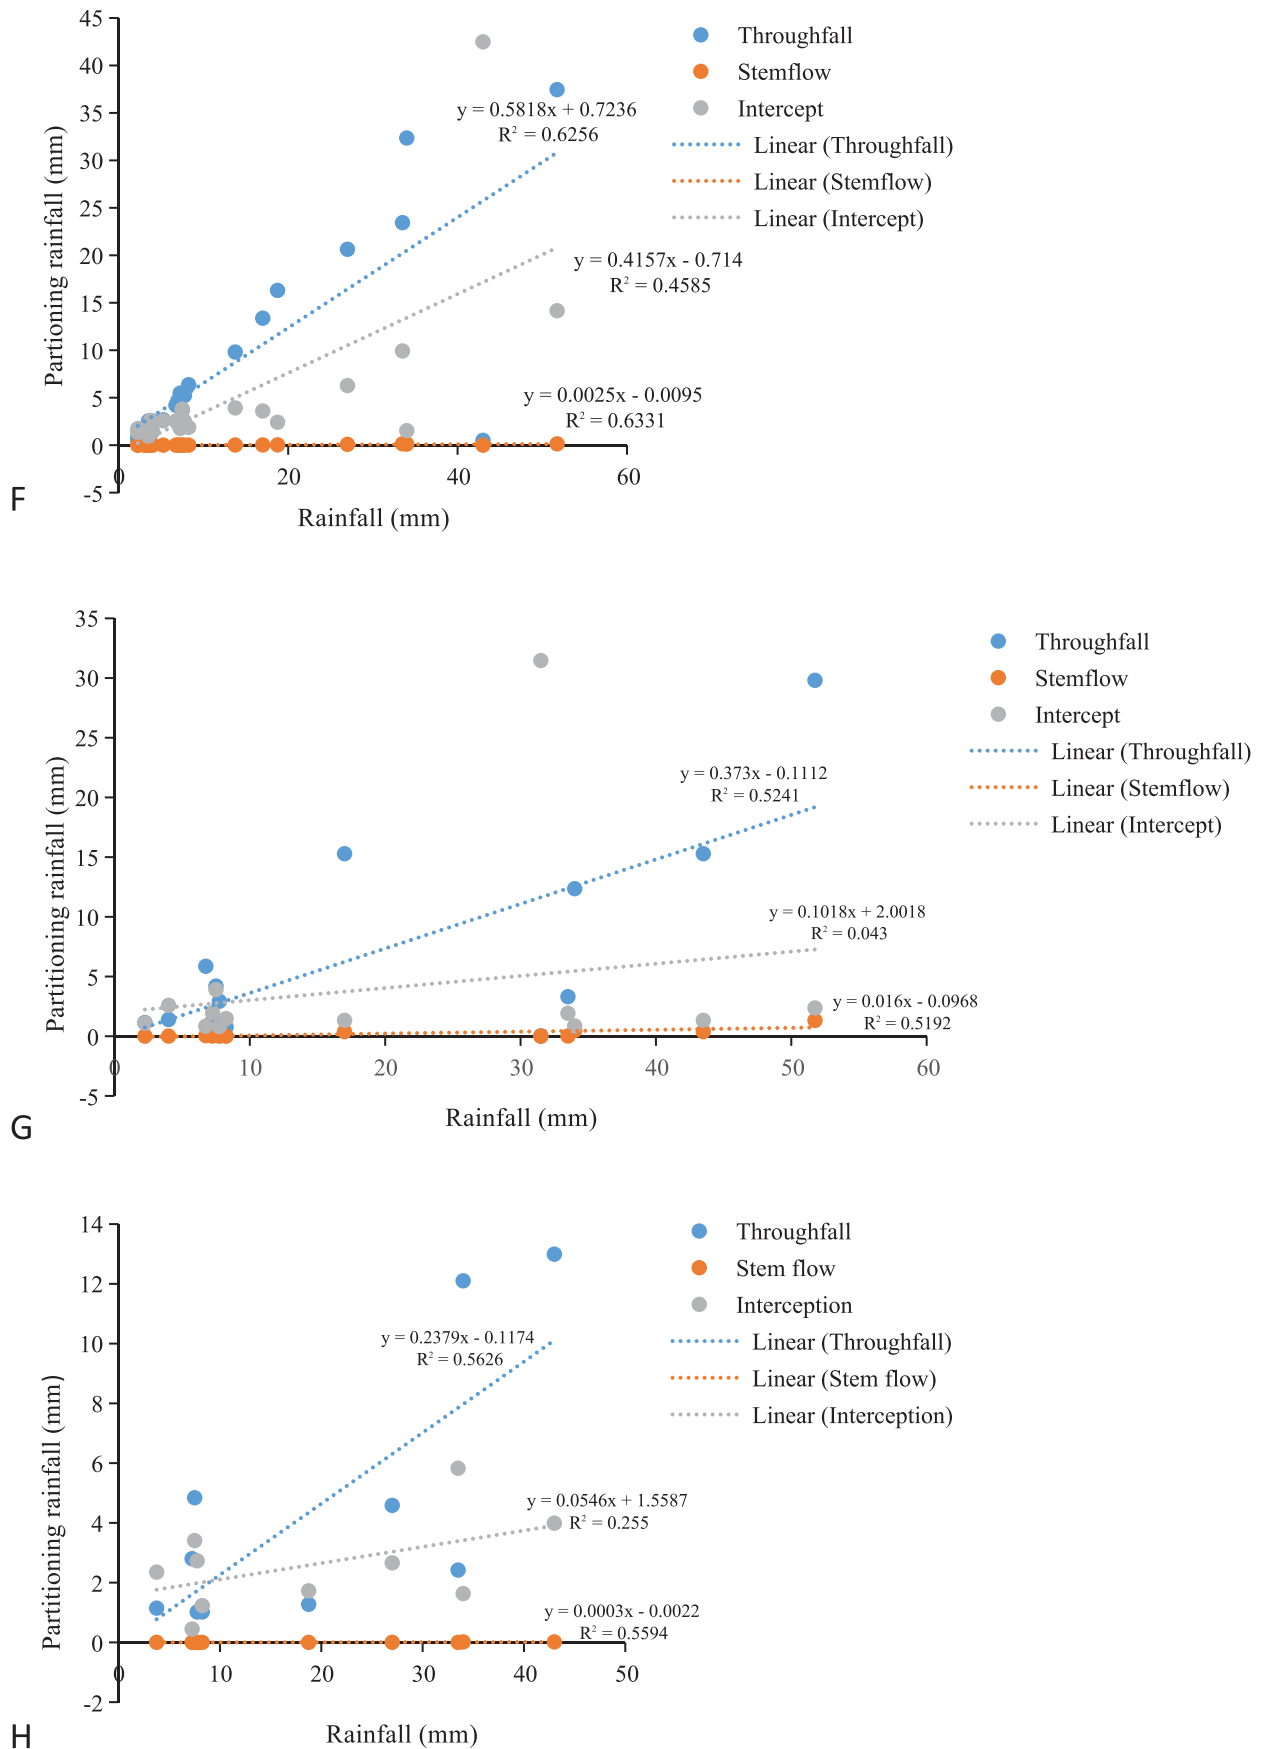 45
40
35
30
25
20
15
10
5
0
-5
0
20
40
60
Partioning rainfall (mm)
Rainfall (mm)
Throughfall
Stemflow
Intercept
Linear (Throughfall)
Linear (Stemflow)
Linear (Intercept)
y = 0.5818x + 0.7236
R² = 0.6256
y = 0.4157x - 0.714
R² = 0.4585
y = 0.0025x - 0.0095
R² = 0.6331
F
35
30
25
20
15
10
5
0
-5
0
10
20
30
40
50
60
Partitioning rainfall (mm)
Rainfall (mm)
Throughfall
Stemflow
Intercept
Linear (Throughfall)
Linear (Stemflow)
Linear (Intercept)
y = 0.373x - 0.1112
R² = 0.5241
y = 0.1018x + 2.0018
R² = 0.043
y = 0.016x - 0.0968
R² = 0.5192
G
14
12
10
8
6
4
2
0
-2
0
10
20
30
40
50
Partitioning rainfall (mm)
Rainfall (mm)
Throughfall
Stem flow
Interception
Linear (Throughfall)
Linear (Stem flow)
Linear (Interception)
y = 0.2379x - 0.1174
R² = 0.5626
y = 0.0546x + 1.5587
R² = 0.255
y = 0.0003x - 0.0022
R² = 0.5594
H